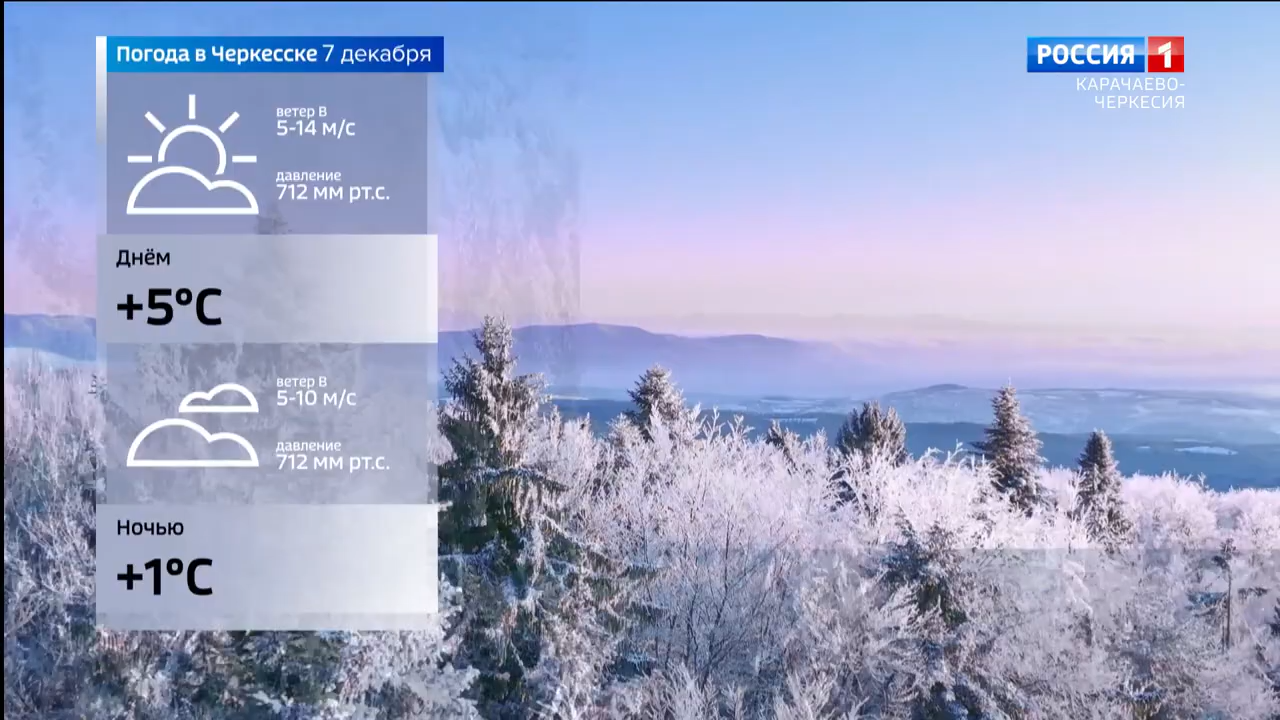 Погода в Черкесске 7 декабря
ветер В
5-14 м/с
давление
712 мм рт.с.
Днём
+5°C
ветер В
5-10 м/с
давление
712 мм рт.с.
Ночью
+1°C
РОССИЯ 1
КАРАЧАЕВО-
ЧЕРКЕСИЯ